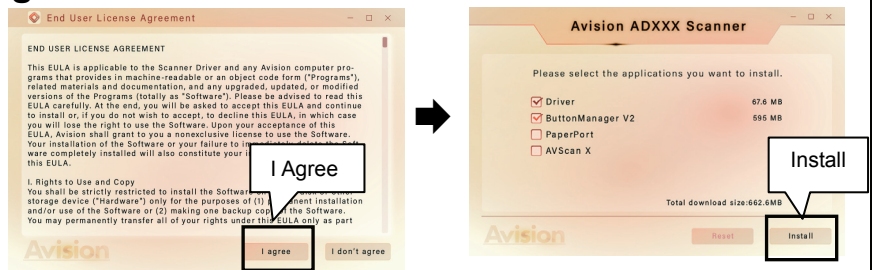 End User License Agreement
END USER LICENSE AGREEMENT
This EULA is applicable to the Scanner Driver and any Avision computer pro-
grams that provides in machine-readable or an object code form ("Programs"),
related materials and documentation, and any upgraded, updated, or modified
versions of the Programs (totally as "Software"). Please be advised to read this
EULA carefully. At the end, you will be asked to accept this EULA and continue
to install or, if you do not wish to accept, to decline this EULA, in which case
you will lose the right to use the Software. Upon your acceptance of this
EULA, Avision shall grant to you a nonexclusive license to use the Software.
Your installation of the Software or your failure to
ware completely installed will also constitute your
this EULA.
I. Rights to Use and Copy
You shall be strictly restricted to install the Software
storage device ("Hardware") only for the purposes of (1) installation
and/or use of the Software or (2) making one backup the Software.
You may permanently transfer all of your rights under this EULA only as part
I Agree
Avision
I agree
I don't agree
Avision ADXXX Scanner
Please select the applications you want to install.
Driver 67.6 MB
ButtonManager V2 595 MB
PaperPort
AVScan X
Install
Total download size:662.6MB
Avision
Reset
Install